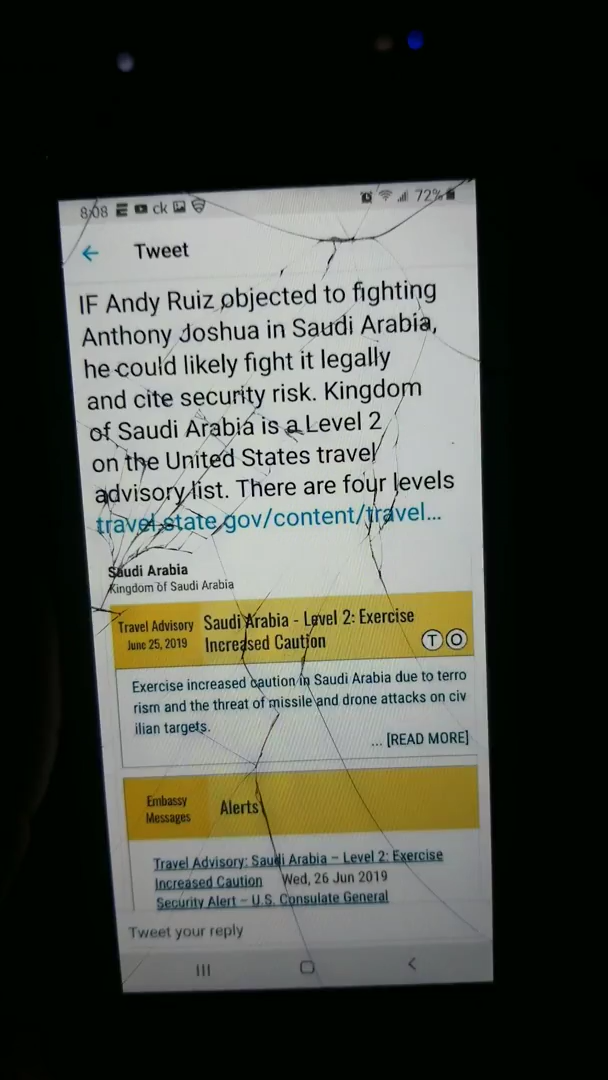 8:08 ck 72%
Tweet
IF Andy Ruiz objected to fighting
Anthony Joshua in Saudi Arabia,
he could likely fight it legally
and cite security risk. Kingdom
of Saudi Arabia is a Level 2
on the United States travel
advisory list. There are four levels
travel.state.gov/content/travel...
Saudi Arabia
Kingdom of Saudi Arabia
Travel Advisory
June 25, 2019
Saudi Arabia - Level 2: Exercise
Increased Caution
T O
Exercise increased caution in Saudi Arabia due to terro
rism and the threat of missile and drone attacks on civ
ilian targets.
... [READ MORE]
Embassy
Messages
Alerts
Travel Advisory: Saudi Arabia – Level 2: Exercise
Increased Caution Wed, 26 Jun 2019
Security Alert – U.S. Consulate General
Tweet your reply